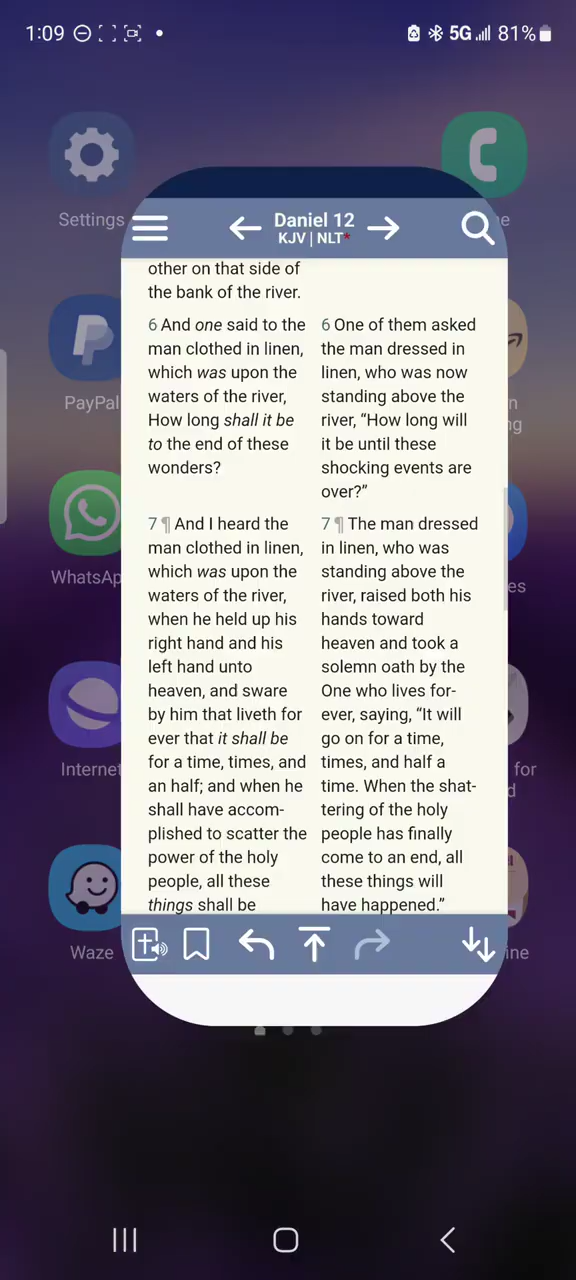 1:09
5G 81%
Settings
Daniel 12
KJV | NLT*
other on that side of
the bank of the river.
6 And one said to the
man clothed in linen,
which was upon the
waters of the river,
How long shall it be
to the end of these
wonders?
7 ¶ And I heard the
man clothed in linen,
which was upon the
waters of the river,
when he held up his
right hand and his
left hand unto
heaven, and sware
by him that liveth for
ever that it shall be
for a time, times, and
an half; and when he
shall have accom-
plished to scatter the
power of the holy
people, all these
things shall be
6 One of them asked
the man dressed in
linen, who was now
standing above the
river, “How long will
it be until these
shocking events are
over?”
7 ¶ The man dressed
in linen, who was
standing above the
river, raised both his
hands toward
heaven and took a
solemn oath by the
One who lives for-
ever, saying, “It will
go on for a time,
times, and half a
time. When the shat-
tering of the holy
people has finally
come to an end, all
these things will
have happened.”
PayPal
WhatsAp
Internet
for
Waze